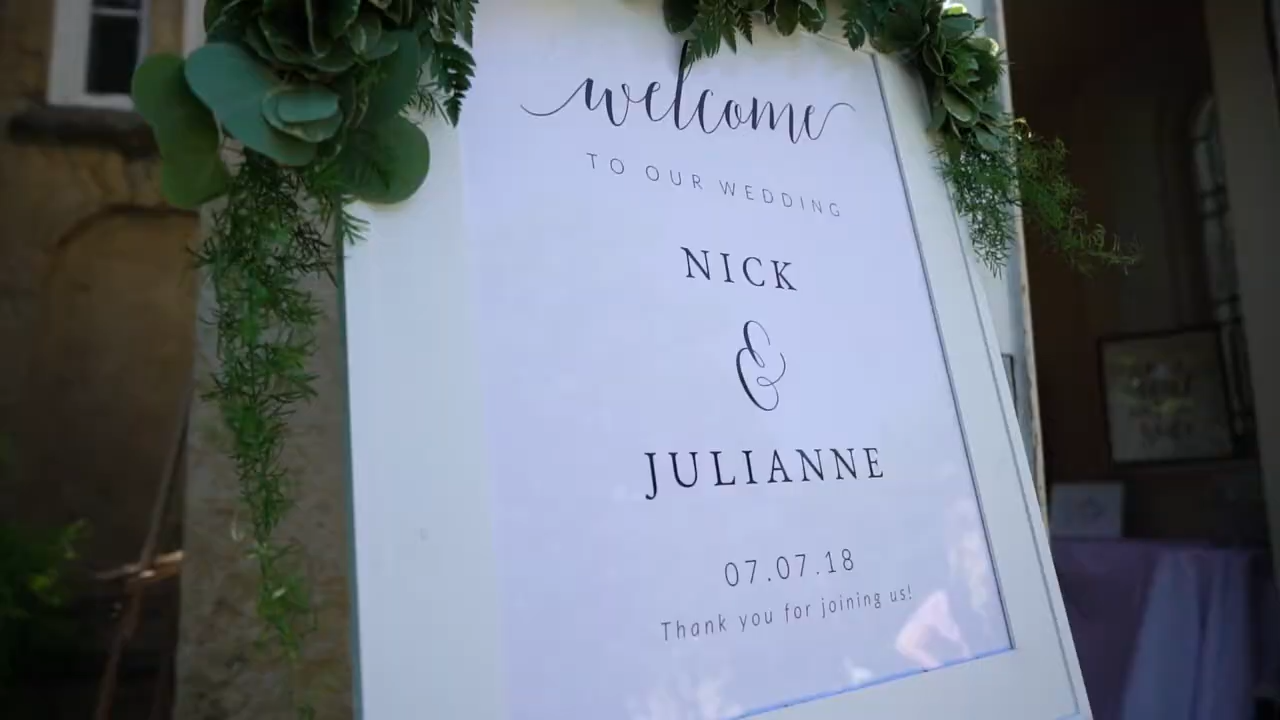 welcome
TO OUR WEDDING
NICK
&
JULIANNE
07.07.18
Thank you for joining us!